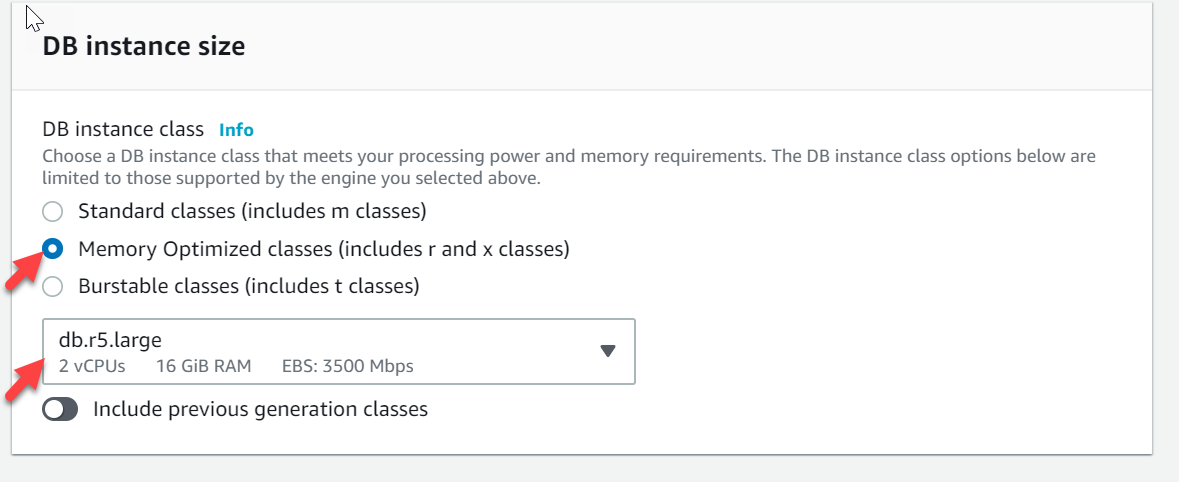 DB instance size
DB instance class Info
Choose a DB instance class that meets your processing power and memory requirements. The DB instance class options below are
limited to those supported by the engine you selected above.
Standard classes (includes m classes)
Memory Optimized classes (includes r and x classes)
Burstable classes (includes t classes)
db.r5.large
2 vCPUs 16 GiB RAM EBS: 3500 Mbps
Include previous generation classes